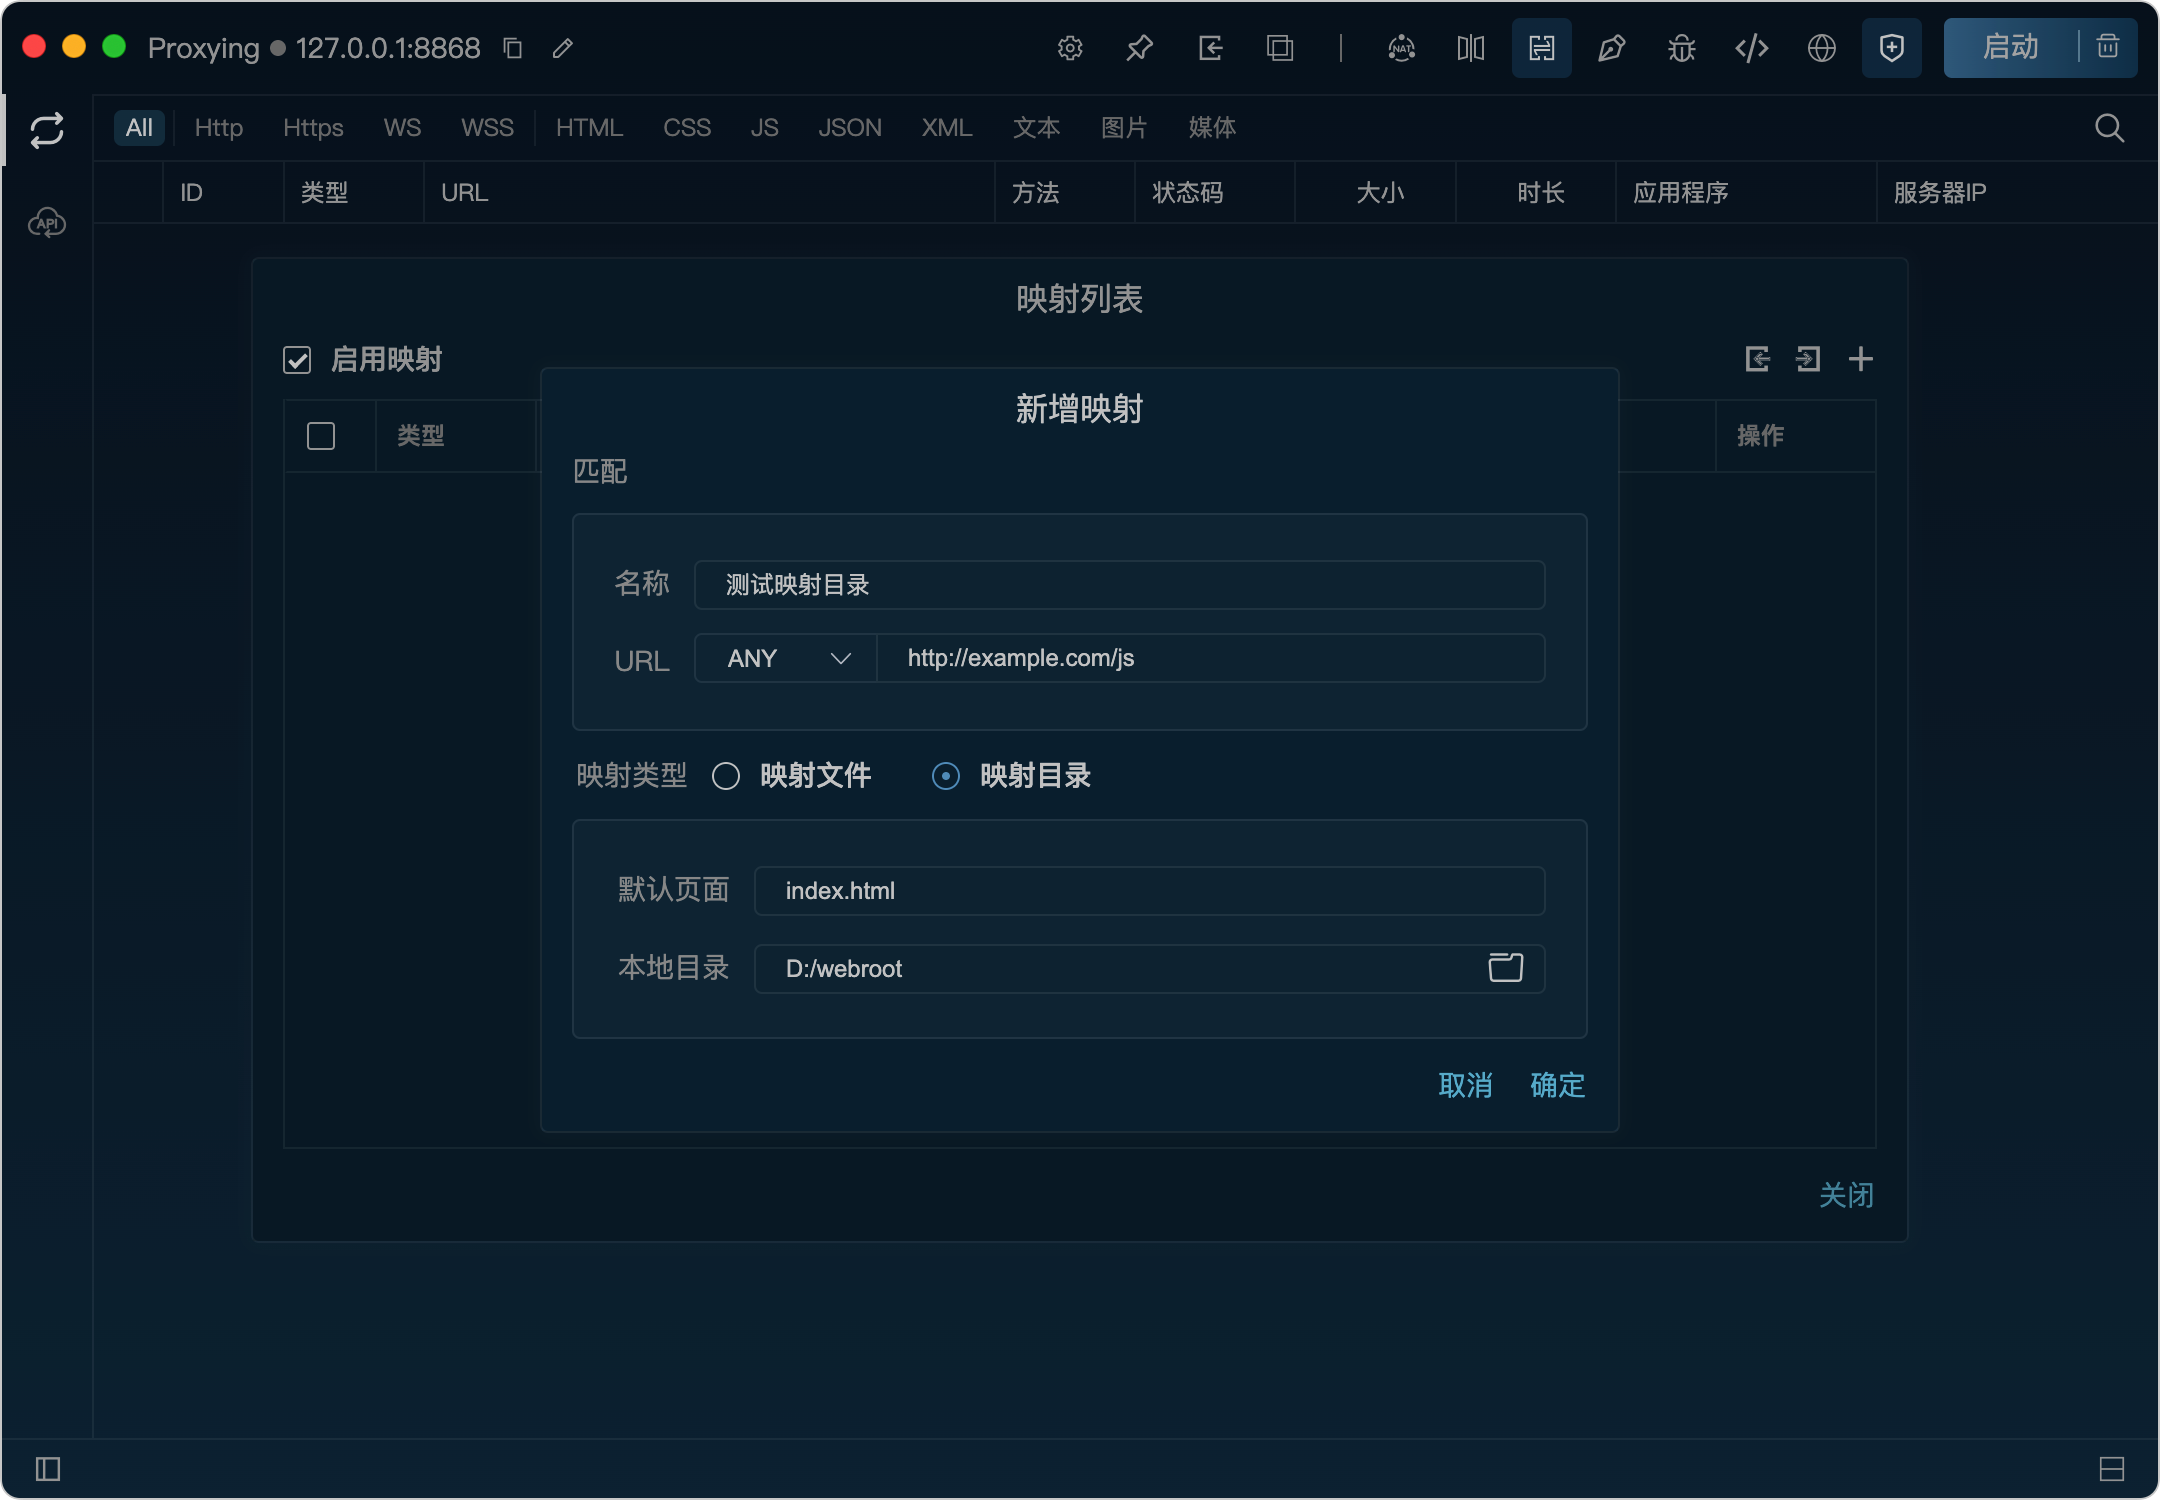 Proxying 127.0.0.1:8868 NAT 启动
All Http Https WS WSS HTML CSS JS JSON XML 文本 图片 媒体
ID 类型 URL 方法 状态码 大小 时长 应用程序 服务器IP
API
映射列表
启用映射
类型 操作
新增映射
匹配
名称 测试映射目录
URL ANY http://example.com/js
映射类型 映射文件 映射目录
默认页面 index.html
本地目录 D:/webroot
取消 确定
关闭